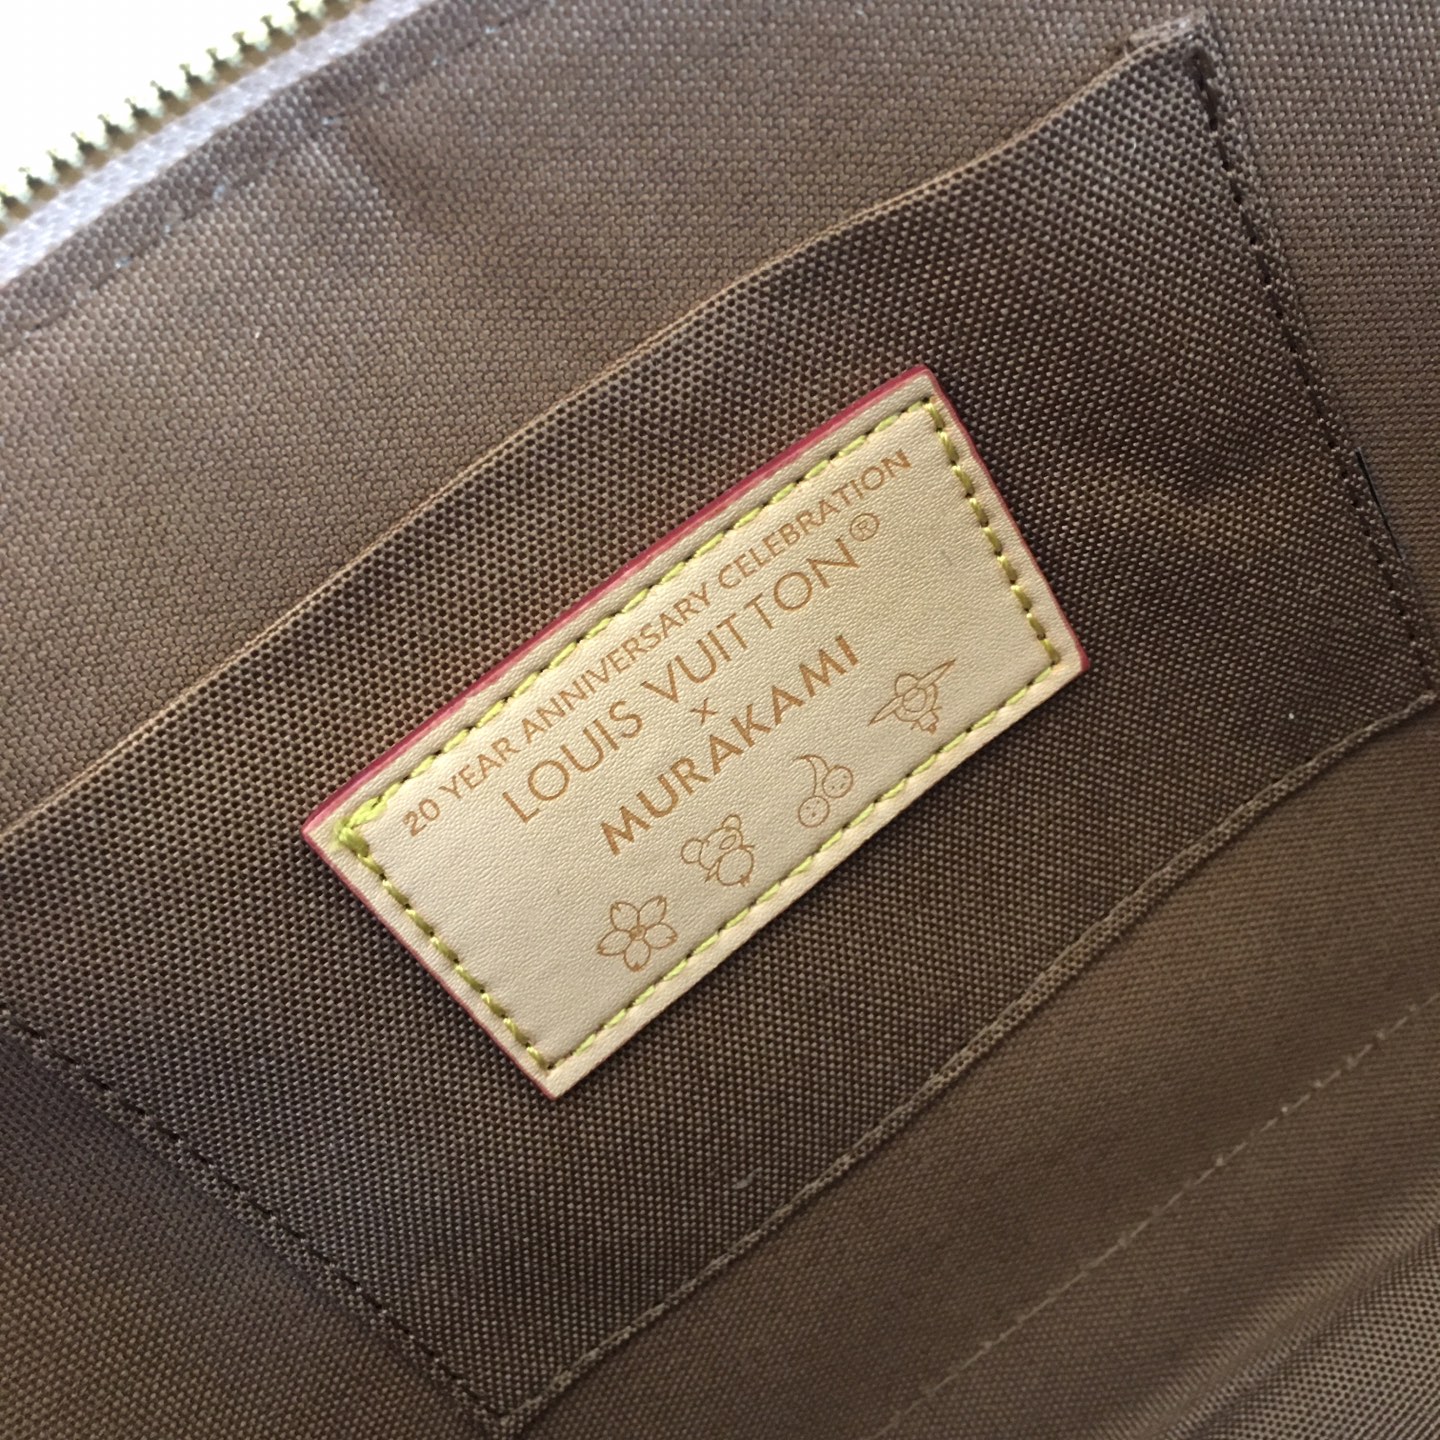 20 YEAR ANNIVERSARY CELEBRATION
LOUIS VUITTON®
×
MURAKAMI